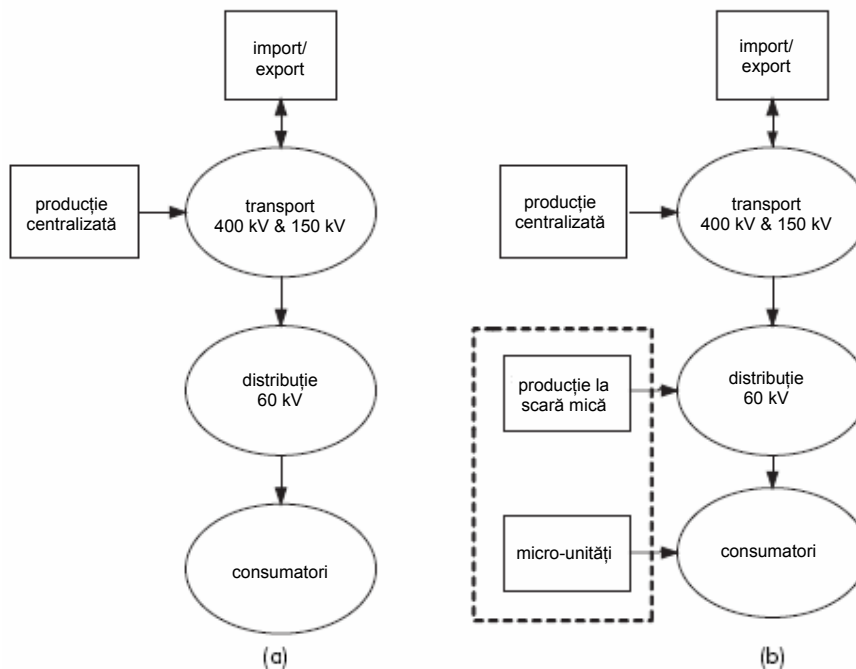 import/
export
producție
centralizată
transport
400 kV & 150 kV
distribuție
60 kV
consumatori
(a)
import/
export
producție
centralizată
transport
400 kV & 150 kV
producție la
scară mică
distribuție
60 kV
micro-unități
consumatori
(b)